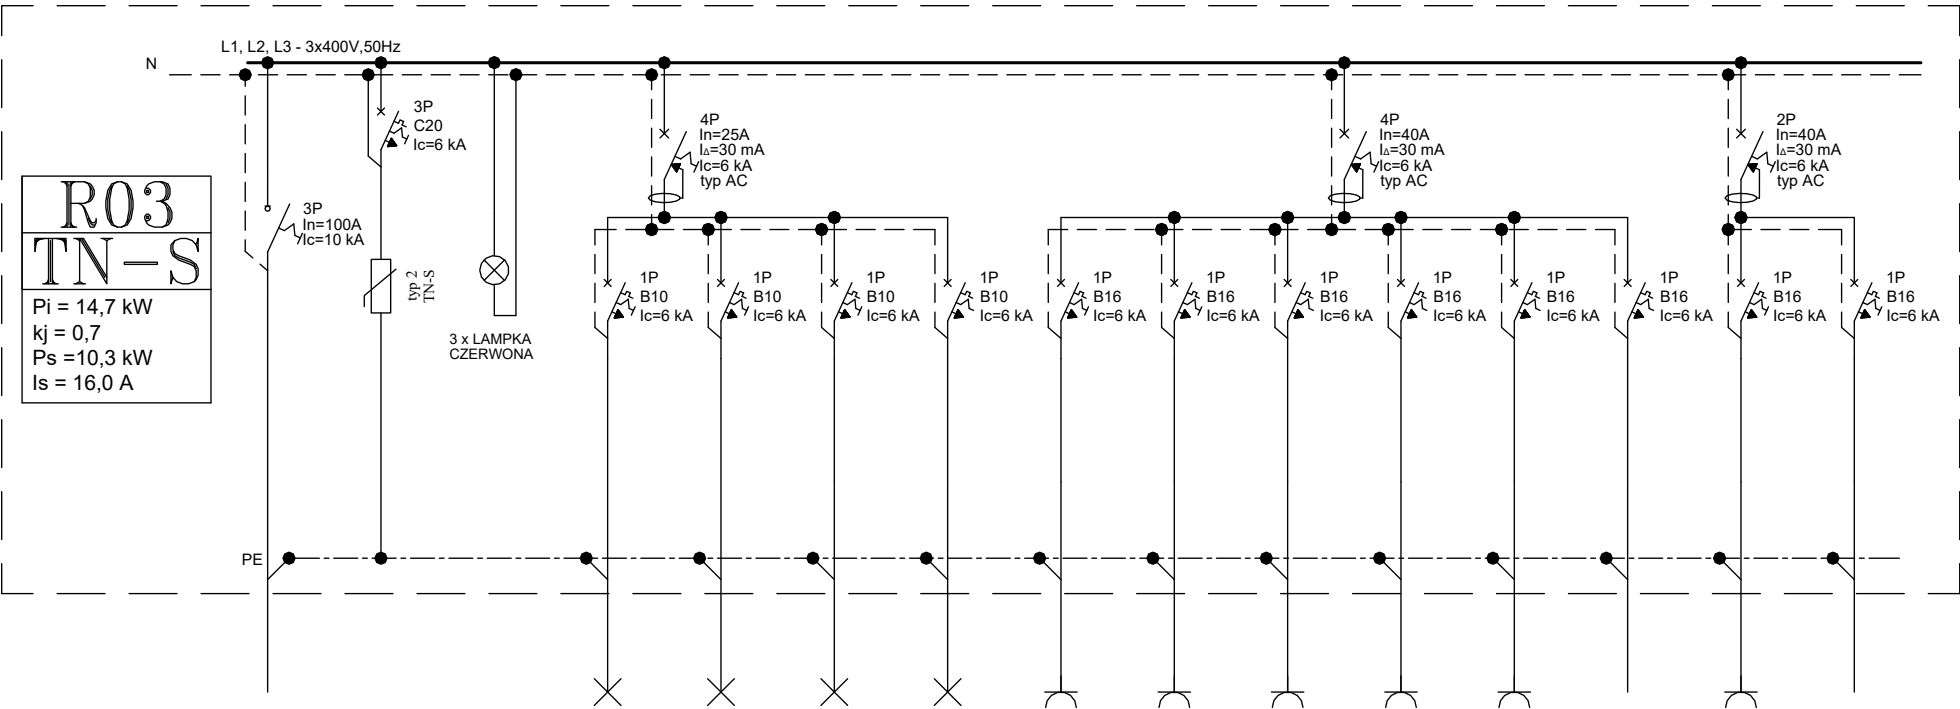 L1, L2, L3 - 3x400V,50Hz
N
3P
C20
Ic=6 kA
4P
In=25A
I∆=30 mA
Ic=6 kA
typ AC
4P
In=40A
I∆=30 mA
Ic=6 kA
typ AC
2P
In=40A
I∆=30 mA
Ic=6 kA
typ AC
R03
TN-S
Pi = 14,7 kW
kj = 0,7
Ps =10,3 kW
Is = 16,0 A
3P
In=100A
Ic=10 kA
typ 2
TN-S
3 x LAMPKA
CZERWONA
1P
B10
Ic=6 kA
1P
B10
Ic=6 kA
1P
B10
Ic=6 kA
1P
B10
Ic=6 kA
1P
B16
Ic=6 kA
1P
B16
Ic=6 kA
1P
B16
Ic=6 kA
1P
B16
Ic=6 kA
1P
B16
Ic=6 kA
1P
B16
Ic=6 kA
1P
B16
Ic=6 kA
1P
B16
Ic=6 kA
PE